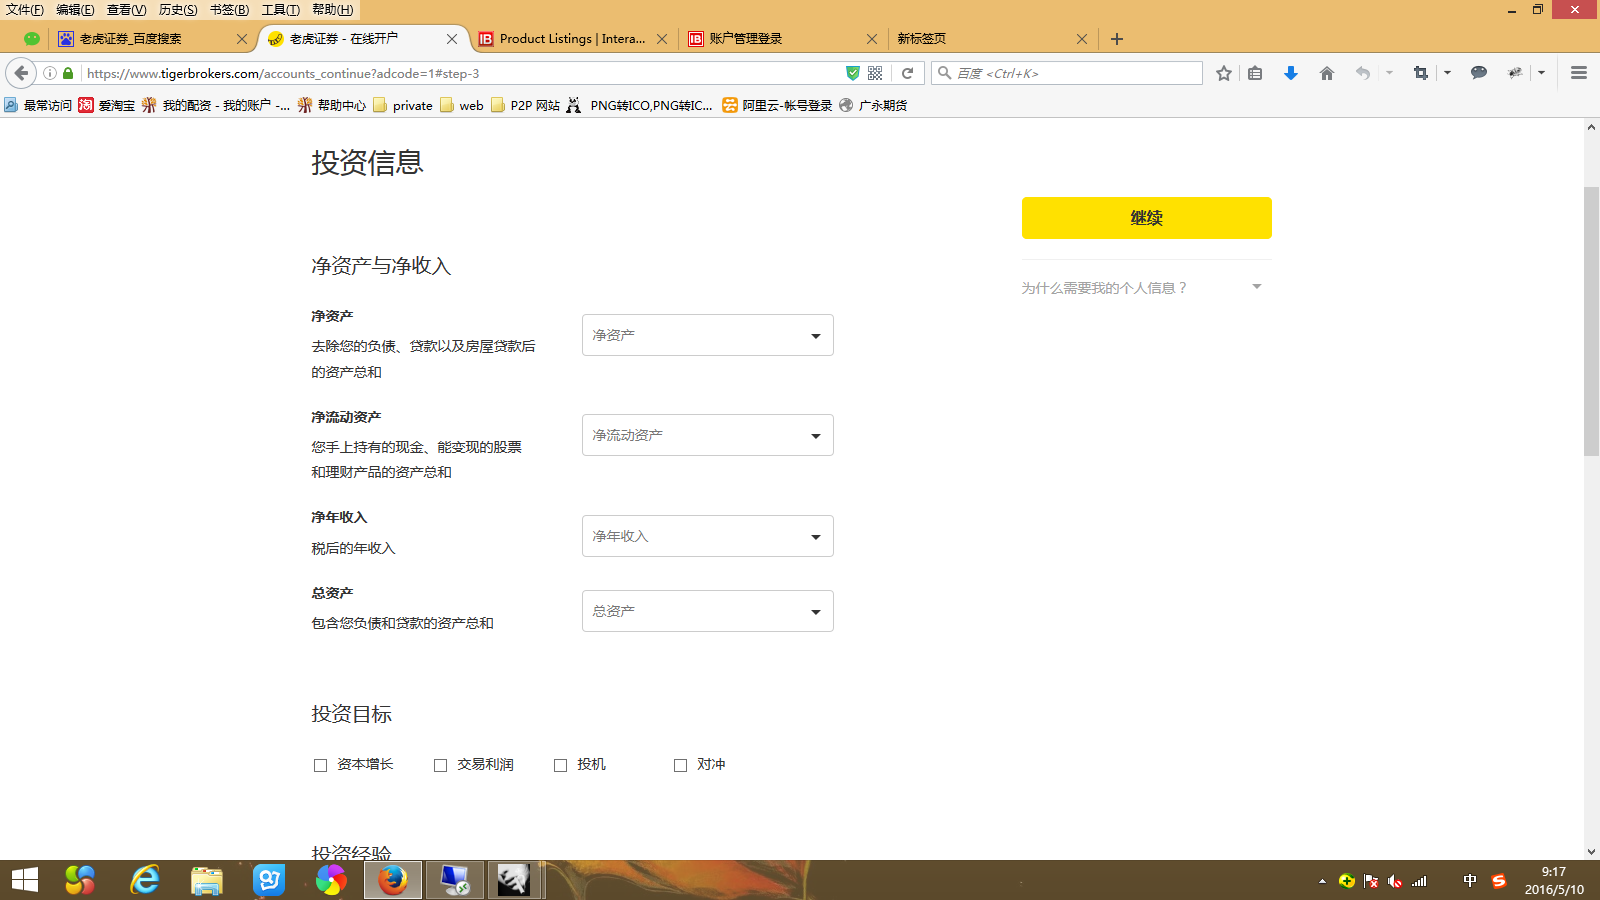 文件(F) 编辑(E) 查看(V) 历史(S) 书签(B) 工具(T) 帮助(H)
老虎证券_百度搜索 老虎证券 - 在线开户 IB Product Listings | Intera... IB 账户管理登录 新标签页
https://www.tigerbrokers.com/accounts_continue?adcode=1#step-3 百度 <Ctrl+K>
最常访问 淘 爱淘宝 我的配资 - 我的账户 -... 帮助中心 private web P2P 网站 PNG转ICO,PNG转IC... 阿里云-帐号登录 广永期货
投资信息
继续
为什么需要我的个人信息？
净资产与净收入
净资产
去除您的负债、贷款以及房屋贷款后
的资产总和
净资产
净流动资产
您手上持有的现金、能变现的股票
和理财产品的资产总和
净流动资产
净年收入
税后的年收入
净年收入
总资产
包含您负债和贷款的资产总和
总资产
投资目标
资本增长 交易利润 投机 对冲
投资经验
中
9:17
2016/5/10